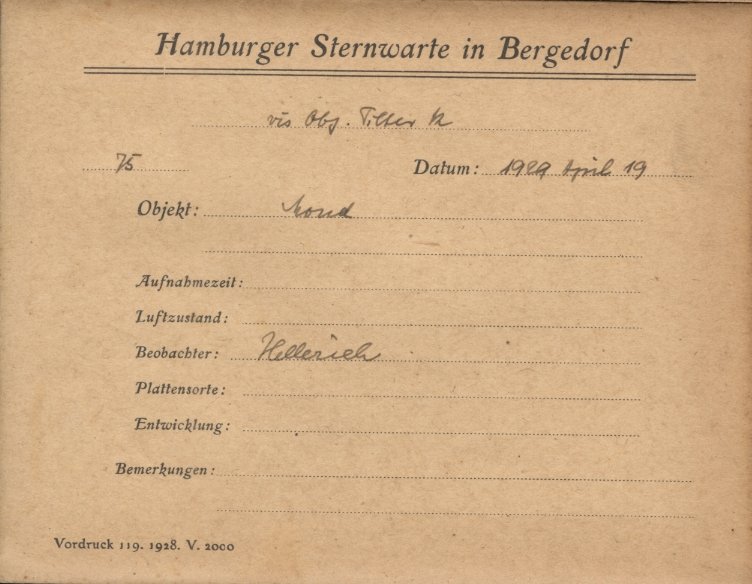 Hamburger Sternwarte in Bergedorf
vis Obj. Filter K
75 Datum: 1929 April 19
Objekt: Mond
Aufnahmezeit:
Luftzustand:
Beobachter: Hellerich
Plattensorte:
Entwicklung:
Bemerkungen:
Vordruck 119. 1928. V. 2000